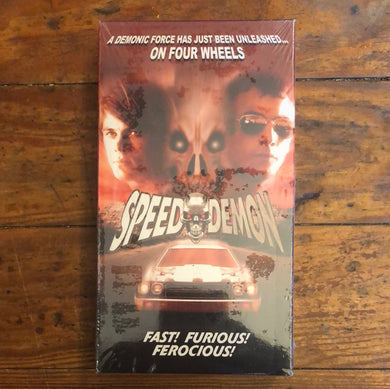 A DEMONIC FORCE HAS JUST BEEN UNLEASHED...
ON FOUR WHEELS
SPEED DEMON
FAST! FURIOUS!
FEROCIOUS!